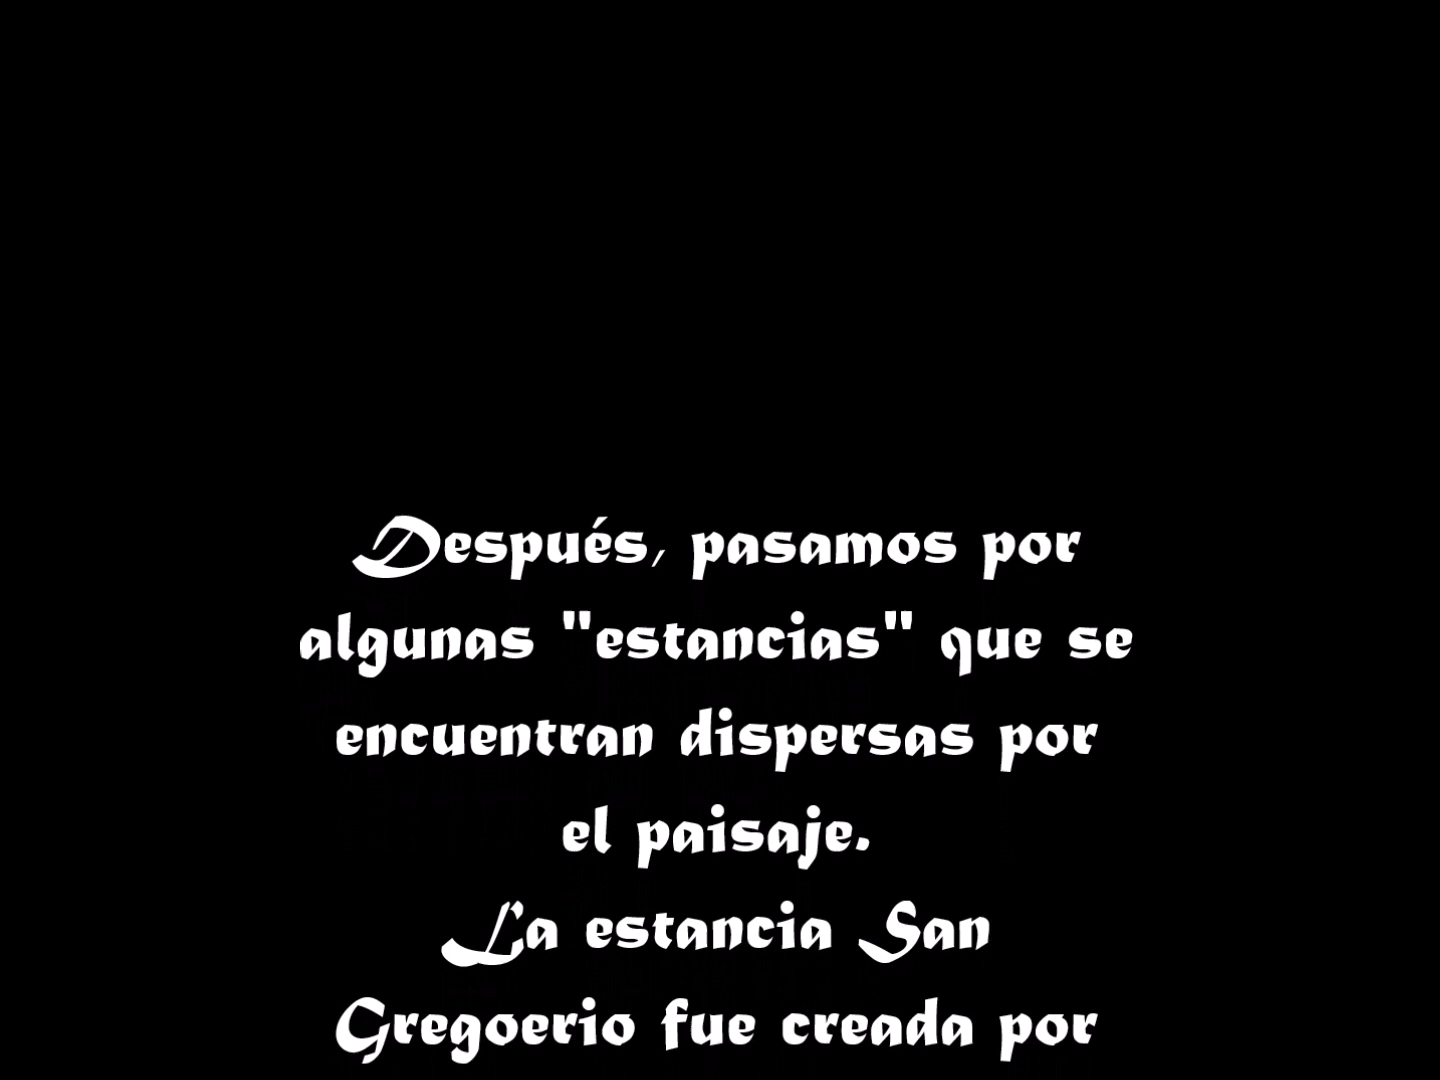 Después, pasamos por
algunas "estancias" que se
encuentran dispersas por
el paisaje.
La estancia San
Gregoerio fue creada por